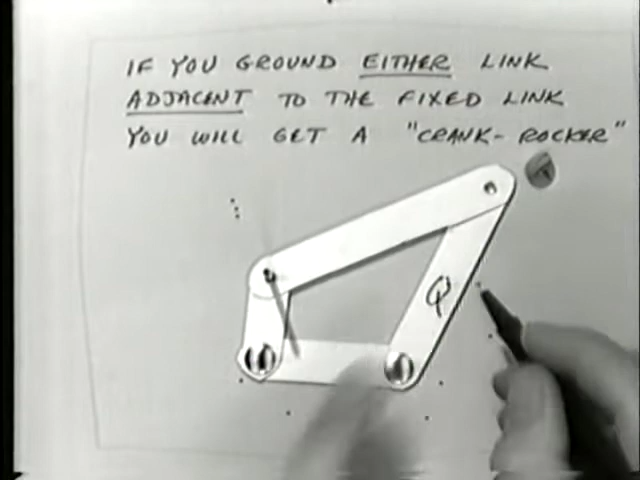 IF YOU GROUND EITHER LINK
ADJACENT TO THE FIXED LINK
YOU WILL GET A "CRANK-ROCKER"
Q